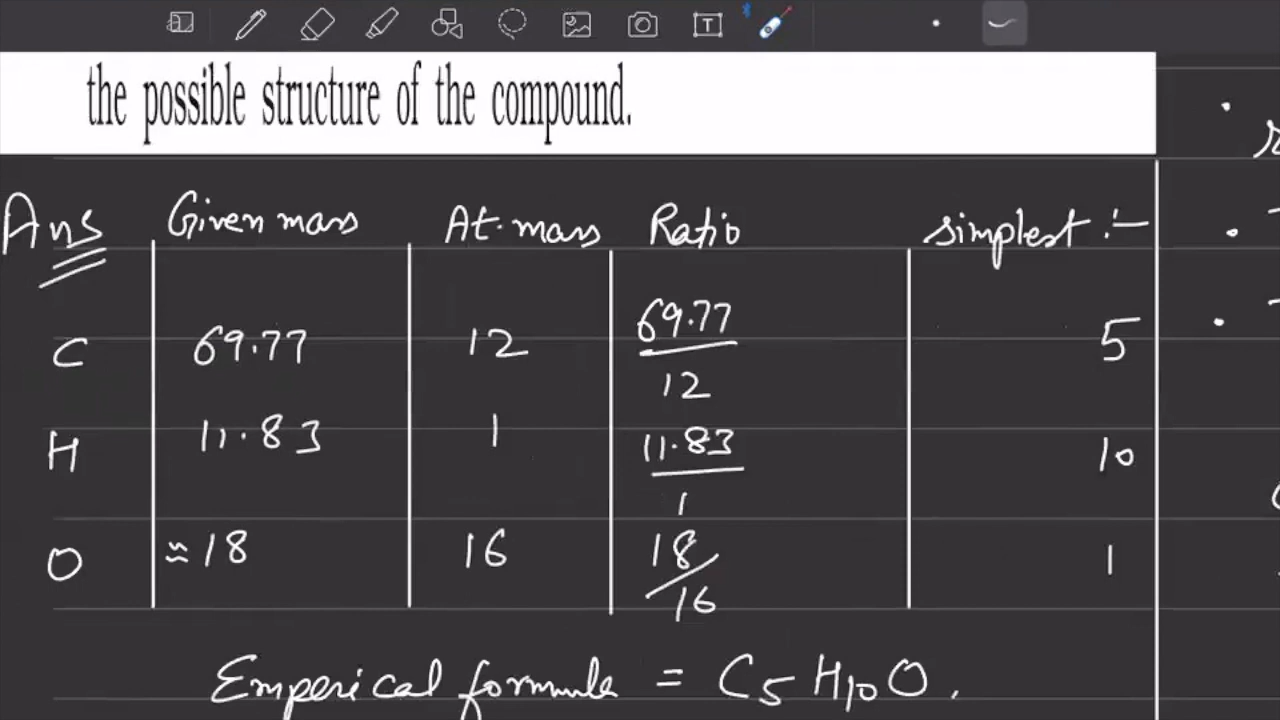 the possible structure of the compound.
Ans Given mass At. mass Ratio simplest :-
C 69.77 12 69.77/12 5
H 11.83 1 11.83/1 10
O ≈18 16 18/16 1
Emperical formula = C5H10O.